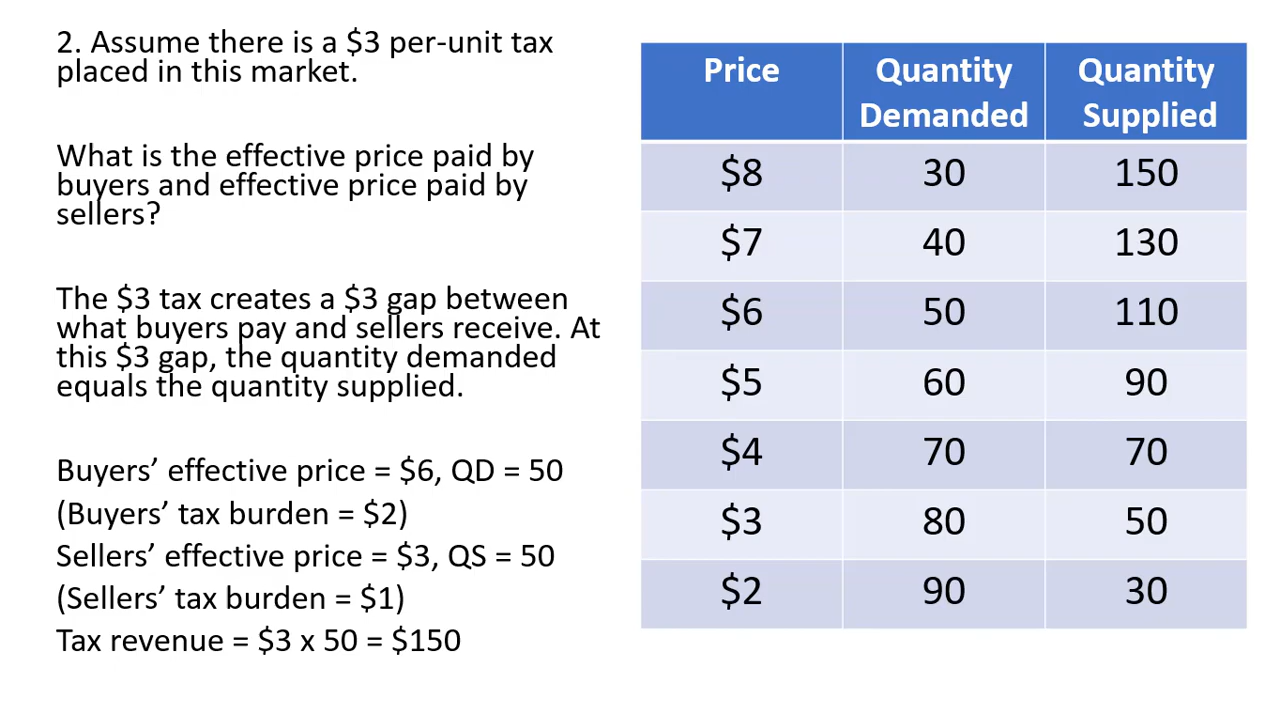 2. Assume there is a $3 per-unit tax
placed in this market.
What is the effective price paid by
buyers and effective price paid by
sellers?
The $3 tax creates a $3 gap between
what buyers pay and sellers receive. At
this $3 gap, the quantity demanded
equals the quantity supplied.
Buyers’ effective price = $6, QD = 50
(Buyers’ tax burden = $2)
Sellers’ effective price = $3, QS = 50
(Sellers’ tax burden = $1)
Tax revenue = $3 x 50 = $150
Price Quantity Quantity
Demanded Supplied
$8 30 150
$7 40 130
$6 50 110
$5 60 90
$4 70 70
$3 80 50
$2 90 30